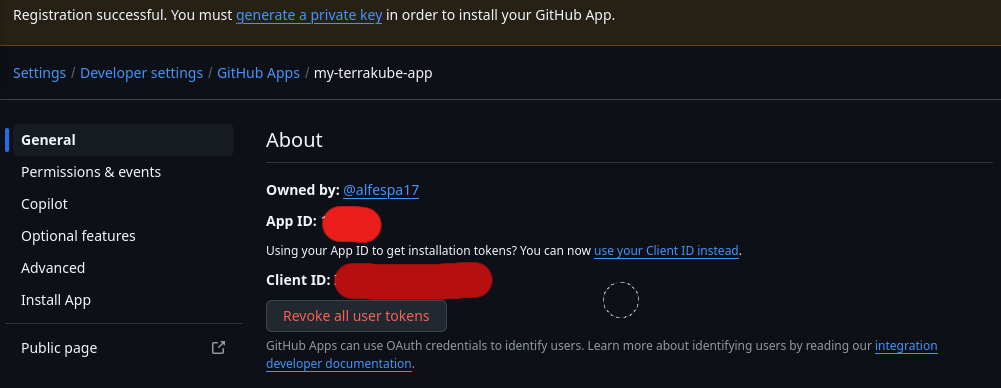 Registration successful. You must generate a private key in order to install your GitHub App.
Settings / Developer settings / GitHub Apps / my-terrakube-app
General
Permissions & events
Copilot
Optional features
Advanced
Install App
Public page
About
Owned by: @alfespa17
App ID:
Using your App ID to get installation tokens? You can now use your Client ID instead.
Client ID:
Revoke all user tokens
GitHub Apps can use OAuth credentials to identify users. Learn more about identifying users by reading our integration
developer documentation.